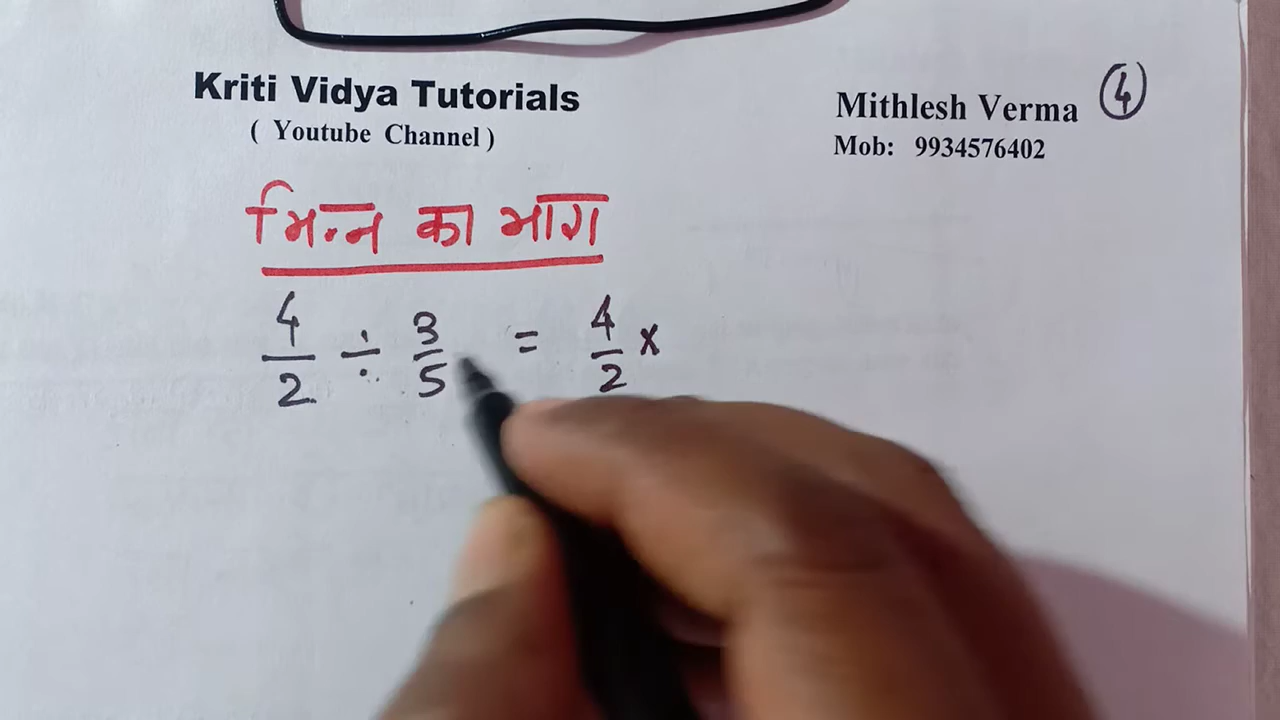 Kriti Vidya Tutorials
( Youtube Channel )
Mithlesh Verma ④
Mob: 9934576402
भिन्न का भाग
4/2 ÷ 3/5 = 4/2 ×